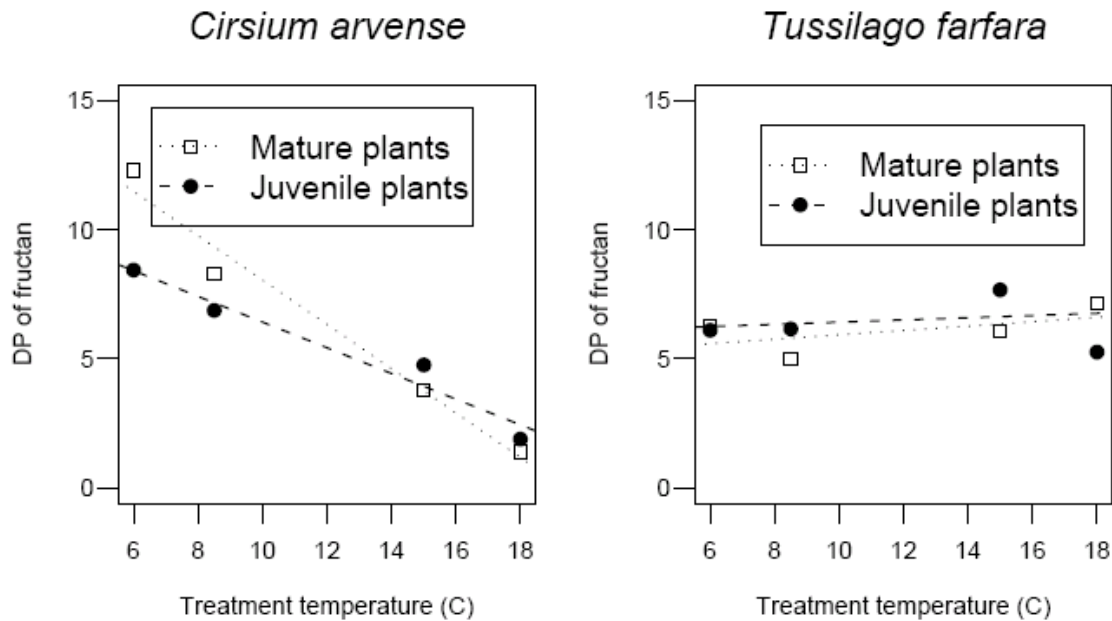 Cirsium arvense
15
10
5
0
DP of fructan
Mature plants
Juvenile plants
6 8 10 12 14 16 18
Treatment temperature (C)
Tussilago farfara
15
10
5
0
DP of fructan
Mature plants
Juvenile plants
6 8 10 12 14 16 18
Treatment temperature (C)